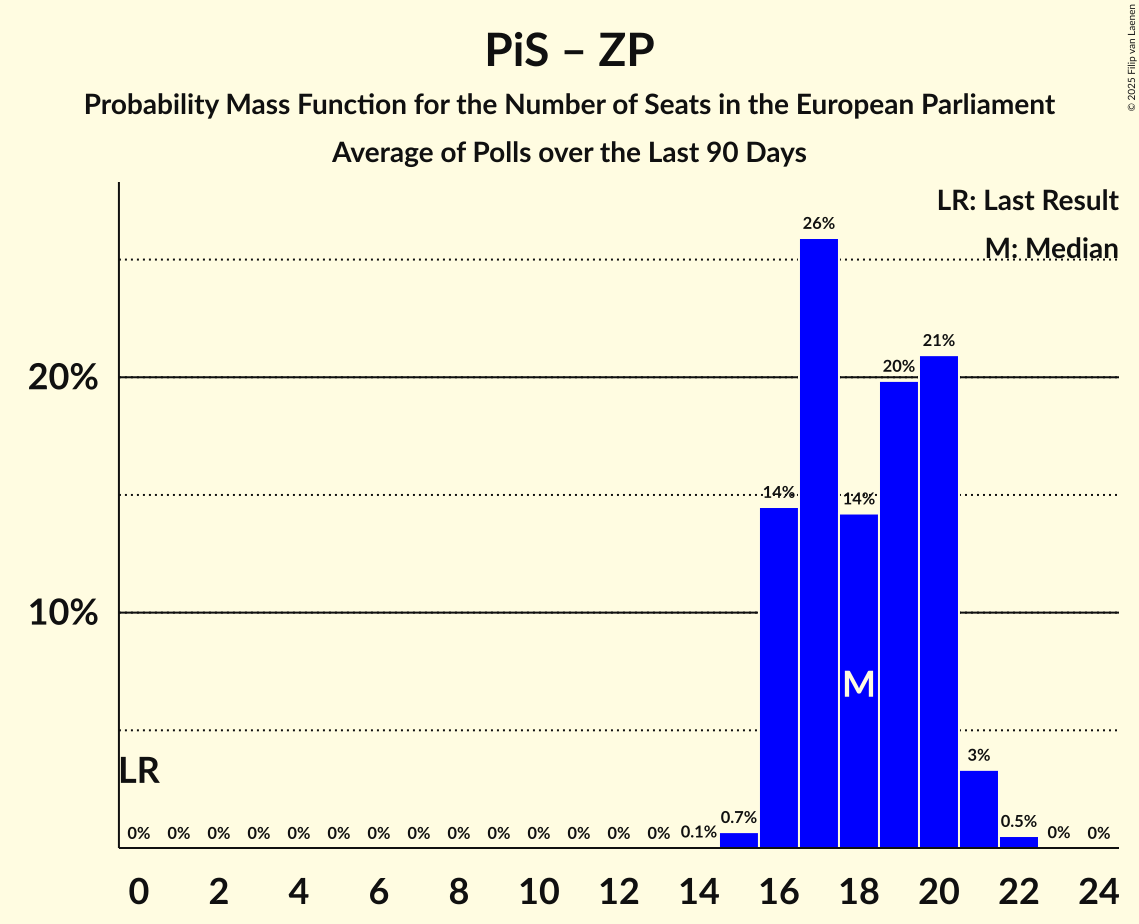 PiS – ZP
Probability Mass Function for the Number of Seats in the European Parliament
Average of Polls over the Last 90 Days
© 2025 Filip van Laenen
LR: Last Result
M: Median
26%
21%
20%
20%
14%
14%
10%
M
LR
3%
0.7%
0.5%
0% 0% 0% 0% 0% 0% 0% 0% 0% 0% 0% 0% 0% 0% 0.1% 0% 0%
0 2 4 6 8 10 12 14 16 18 20 22 24